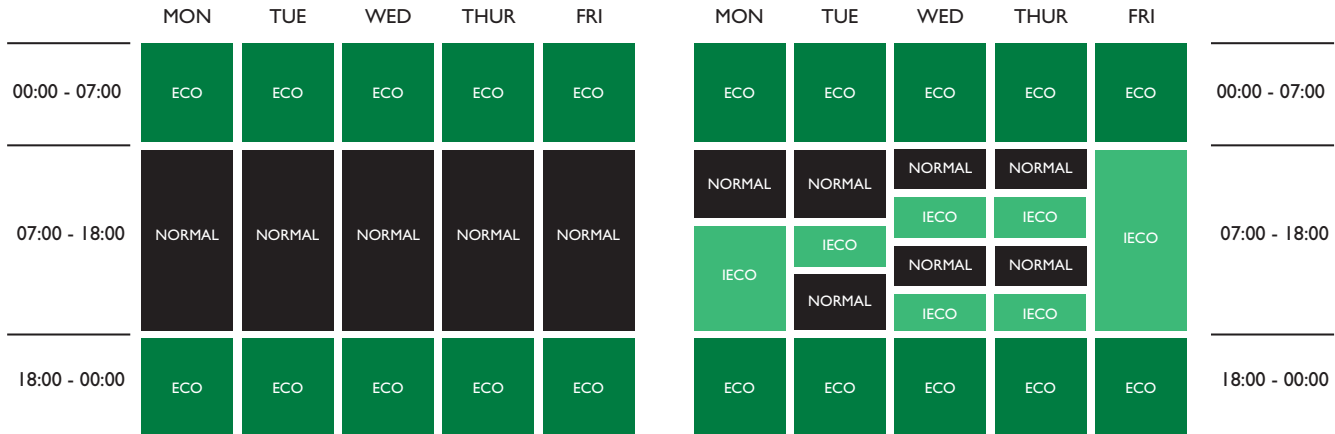 MON TUE WED THUR FRI MON TUE WED THUR FRI
00:00 - 07:00 ECO ECO ECO ECO ECO ECO ECO ECO ECO ECO 00:00 - 07:00
NORMAL NORMAL
NORMAL NORMAL
IECO IECO
07:00 - 18:00 NORMAL NORMAL NORMAL NORMAL NORMAL IECO 07:00 - 18:00
IECO
NORMAL NORMAL
IECO
NORMAL
IECO IECO
18:00 - 00:00 ECO ECO ECO ECO ECO ECO ECO ECO ECO ECO 18:00 - 00:00